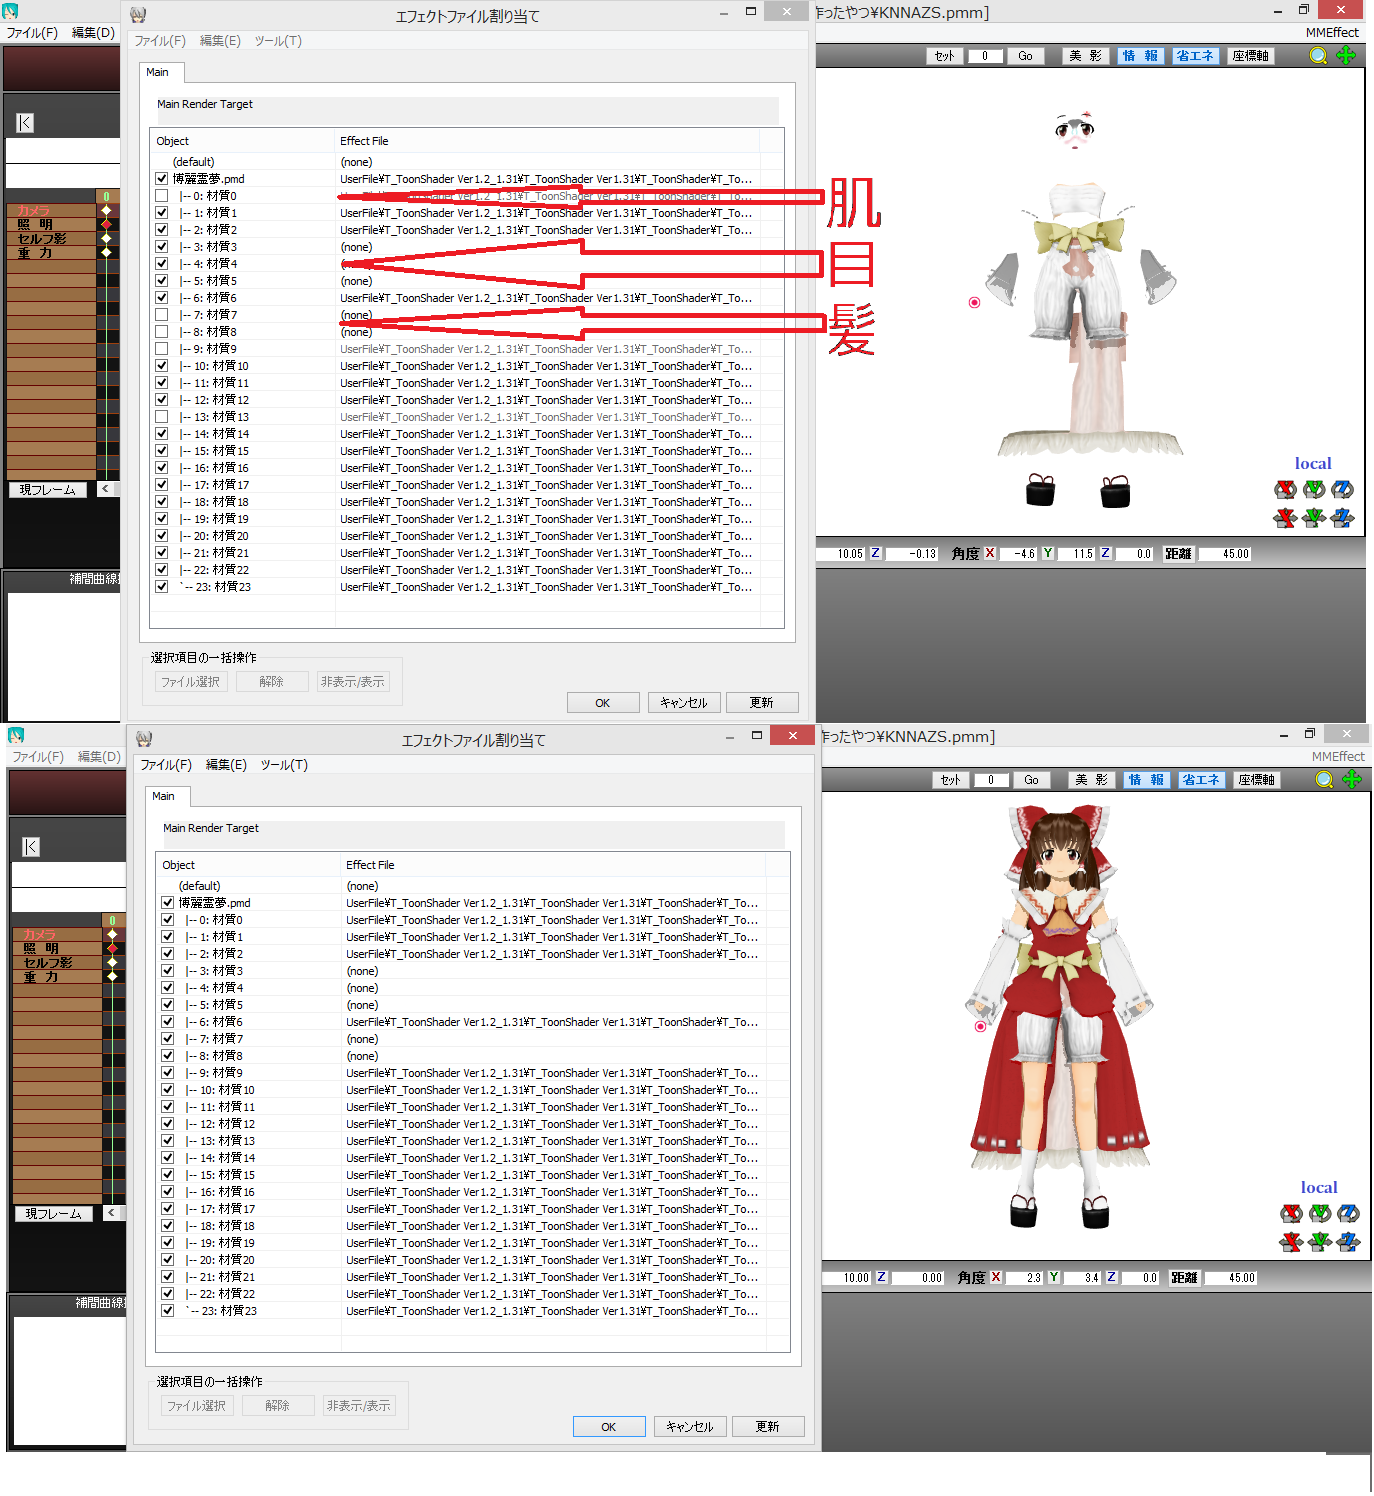 エフェクトファイル割り当て
作ったやつ¥KNNAZS.pmm]
ファイル(F) 編集(D)
ファイル(F) 編集(E) ツール(T)
MMEffect
セット 0 Go 美 影 情 報 省エネ 座標軸
Main
Main Render Target
Object Effect File
(default) (none)
博麗霊夢.pmd UserFile¥T_ToonShader Ver1.2_1.31¥T_ToonShader Ver1.31¥T_ToonShader¥T_To...
|-- 0: 材質0 UserFile¥T_ToonShader Ver1.2_1.31¥T_ToonShader Ver1.31¥T_ToonShader¥T_To...
|-- 1: 材質1 UserFile¥T_ToonShader Ver1.2_1.31¥T_ToonShader Ver1.31¥T_ToonShader¥T_To...
|-- 2: 材質2 UserFile¥T_ToonShader Ver1.2_1.31¥T_ToonShader Ver1.31¥T_ToonShader¥T_To...
|-- 3: 材質3 (none)
|-- 4: 材質4
|-- 5: 材質5 (none)
|-- 6: 材質6 UserFile¥T_ToonShader Ver1.2_1.31¥T_ToonShader Ver1.31¥T_ToonShader¥T_To...
|-- 7: 材質7 (none)
|-- 8: 材質8 (none)
|-- 9: 材質9 UserFile¥T_ToonShader Ver1.2_1.31¥T_ToonShader Ver1.31¥T_ToonShader¥T_To...
|-- 10: 材質10 UserFile¥T_ToonShader Ver1.2_1.31¥T_ToonShader Ver1.31¥T_ToonShader¥T_To...
|-- 11: 材質11 UserFile¥T_ToonShader Ver1.2_1.31¥T_ToonShader Ver1.31¥T_ToonShader¥T_To...
|-- 12: 材質12 UserFile¥T_ToonShader Ver1.2_1.31¥T_ToonShader Ver1.31¥T_ToonShader¥T_To...
|-- 13: 材質13 UserFile¥T_ToonShader Ver1.2_1.31¥T_ToonShader Ver1.31¥T_ToonShader¥T_To...
|-- 14: 材質14 UserFile¥T_ToonShader Ver1.2_1.31¥T_ToonShader Ver1.31¥T_ToonShader¥T_To...
|-- 15: 材質15 UserFile¥T_ToonShader Ver1.2_1.31¥T_ToonShader Ver1.31¥T_ToonShader¥T_To...
|-- 16: 材質16 UserFile¥T_ToonShader Ver1.2_1.31¥T_ToonShader Ver1.31¥T_ToonShader¥T_To...
|-- 17: 材質17 UserFile¥T_ToonShader Ver1.2_1.31¥T_ToonShader Ver1.31¥T_ToonShader¥T_To...
|-- 18: 材質18 UserFile¥T_ToonShader Ver1.2_1.31¥T_ToonShader Ver1.31¥T_ToonShader¥T_To...
|-- 19: 材質19 UserFile¥T_ToonShader Ver1.2_1.31¥T_ToonShader Ver1.31¥T_ToonShader¥T_To...
|-- 20: 材質20 UserFile¥T_ToonShader Ver1.2_1.31¥T_ToonShader Ver1.31¥T_ToonShader¥T_To...
|-- 21: 材質21 UserFile¥T_ToonShader Ver1.2_1.31¥T_ToonShader Ver1.31¥T_ToonShader¥T_To...
|-- 22: 材質22 UserFile¥T_ToonShader Ver1.2_1.31¥T_ToonShader Ver1.31¥T_ToonShader¥T_To...
`-- 23: 材質23 UserFile¥T_ToonShader Ver1.2_1.31¥T_ToonShader Ver1.31¥T_ToonShader¥T_To...
肌
目
髪
0
カメラ
照 明
セルフ影
重 力
現フレーム <
補間曲線
選択項目の一括操作
ファイル選択 解除 非表示/表示
OK キャンセル 更新
local
X Y Z
X Y Z
10.05 Z -0.13 角度 X -4.6 Y 11.5 Z 0.0 距離 45.00
エフェクトファイル割り当て
作ったやつ¥KNNAZS.pmm]
ファイル(F) 編集(D)
ファイル(F) 編集(E) ツール(T)
MMEffect
セット 0 Go 美 影 情 報 省エネ 座標軸
Main
Main Render Target
Object Effect File
(default) (none)
博麗霊夢.pmd UserFile¥T_ToonShader Ver1.2_1.31¥T_ToonShader Ver1.31¥T_ToonShader¥T_To...
|-- 0: 材質0 UserFile¥T_ToonShader Ver1.2_1.31¥T_ToonShader Ver1.31¥T_ToonShader¥T_To...
|-- 1: 材質1 UserFile¥T_ToonShader Ver1.2_1.31¥T_ToonShader Ver1.31¥T_ToonShader¥T_To...
|-- 2: 材質2 UserFile¥T_ToonShader Ver1.2_1.31¥T_ToonShader Ver1.31¥T_ToonShader¥T_To...
|-- 3: 材質3 (none)
|-- 4: 材質4 (none)
|-- 5: 材質5 (none)
|-- 6: 材質6 UserFile¥T_ToonShader Ver1.2_1.31¥T_ToonShader Ver1.31¥T_ToonShader¥T_To...
|-- 7: 材質7 (none)
|-- 8: 材質8 (none)
|-- 9: 材質9 UserFile¥T_ToonShader Ver1.2_1.31¥T_ToonShader Ver1.31¥T_ToonShader¥T_To...
|-- 10: 材質10 UserFile¥T_ToonShader Ver1.2_1.31¥T_ToonShader Ver1.31¥T_ToonShader¥T_To...
|-- 11: 材質11 UserFile¥T_ToonShader Ver1.2_1.31¥T_ToonShader Ver1.31¥T_ToonShader¥T_To...
|-- 12: 材質12 UserFile¥T_ToonShader Ver1.2_1.31¥T_ToonShader Ver1.31¥T_ToonShader¥T_To...
|-- 13: 材質13 UserFile¥T_ToonShader Ver1.2_1.31¥T_ToonShader Ver1.31¥T_ToonShader¥T_To...
|-- 14: 材質14 UserFile¥T_ToonShader Ver1.2_1.31¥T_ToonShader Ver1.31¥T_ToonShader¥T_To...
|-- 15: 材質15 UserFile¥T_ToonShader Ver1.2_1.31¥T_ToonShader Ver1.31¥T_ToonShader¥T_To...
|-- 16: 材質16 UserFile¥T_ToonShader Ver1.2_1.31¥T_ToonShader Ver1.31¥T_ToonShader¥T_To...
|-- 17: 材質17 UserFile¥T_ToonShader Ver1.2_1.31¥T_ToonShader Ver1.31¥T_ToonShader¥T_To...
|-- 18: 材質18 UserFile¥T_ToonShader Ver1.2_1.31¥T_ToonShader Ver1.31¥T_ToonShader¥T_To...
|-- 19: 材質19 UserFile¥T_ToonShader Ver1.2_1.31¥T_ToonShader Ver1.31¥T_ToonShader¥T_To...
|-- 20: 材質20 UserFile¥T_ToonShader Ver1.2_1.31¥T_ToonShader Ver1.31¥T_ToonShader¥T_To...
|-- 21: 材質21 UserFile¥T_ToonShader Ver1.2_1.31¥T_ToonShader Ver1.31¥T_ToonShader¥T_To...
|-- 22: 材質22 UserFile¥T_ToonShader Ver1.2_1.31¥T_ToonShader Ver1.31¥T_ToonShader¥T_To...
`-- 23: 材質23 UserFile¥T_ToonShader Ver1.2_1.31¥T_ToonShader Ver1.31¥T_ToonShader¥T_To...
0
カメラ
照 明
セルフ影
重 力
現フレーム <
補間曲線
選択項目の一括操作
ファイル選択 解除 非表示/表示
OK キャンセル 更新
local
X Y Z
X Y Z
10.00 Z 0.00 角度 X 2.3 Y 3.4 Z 0.0 距離 45.00